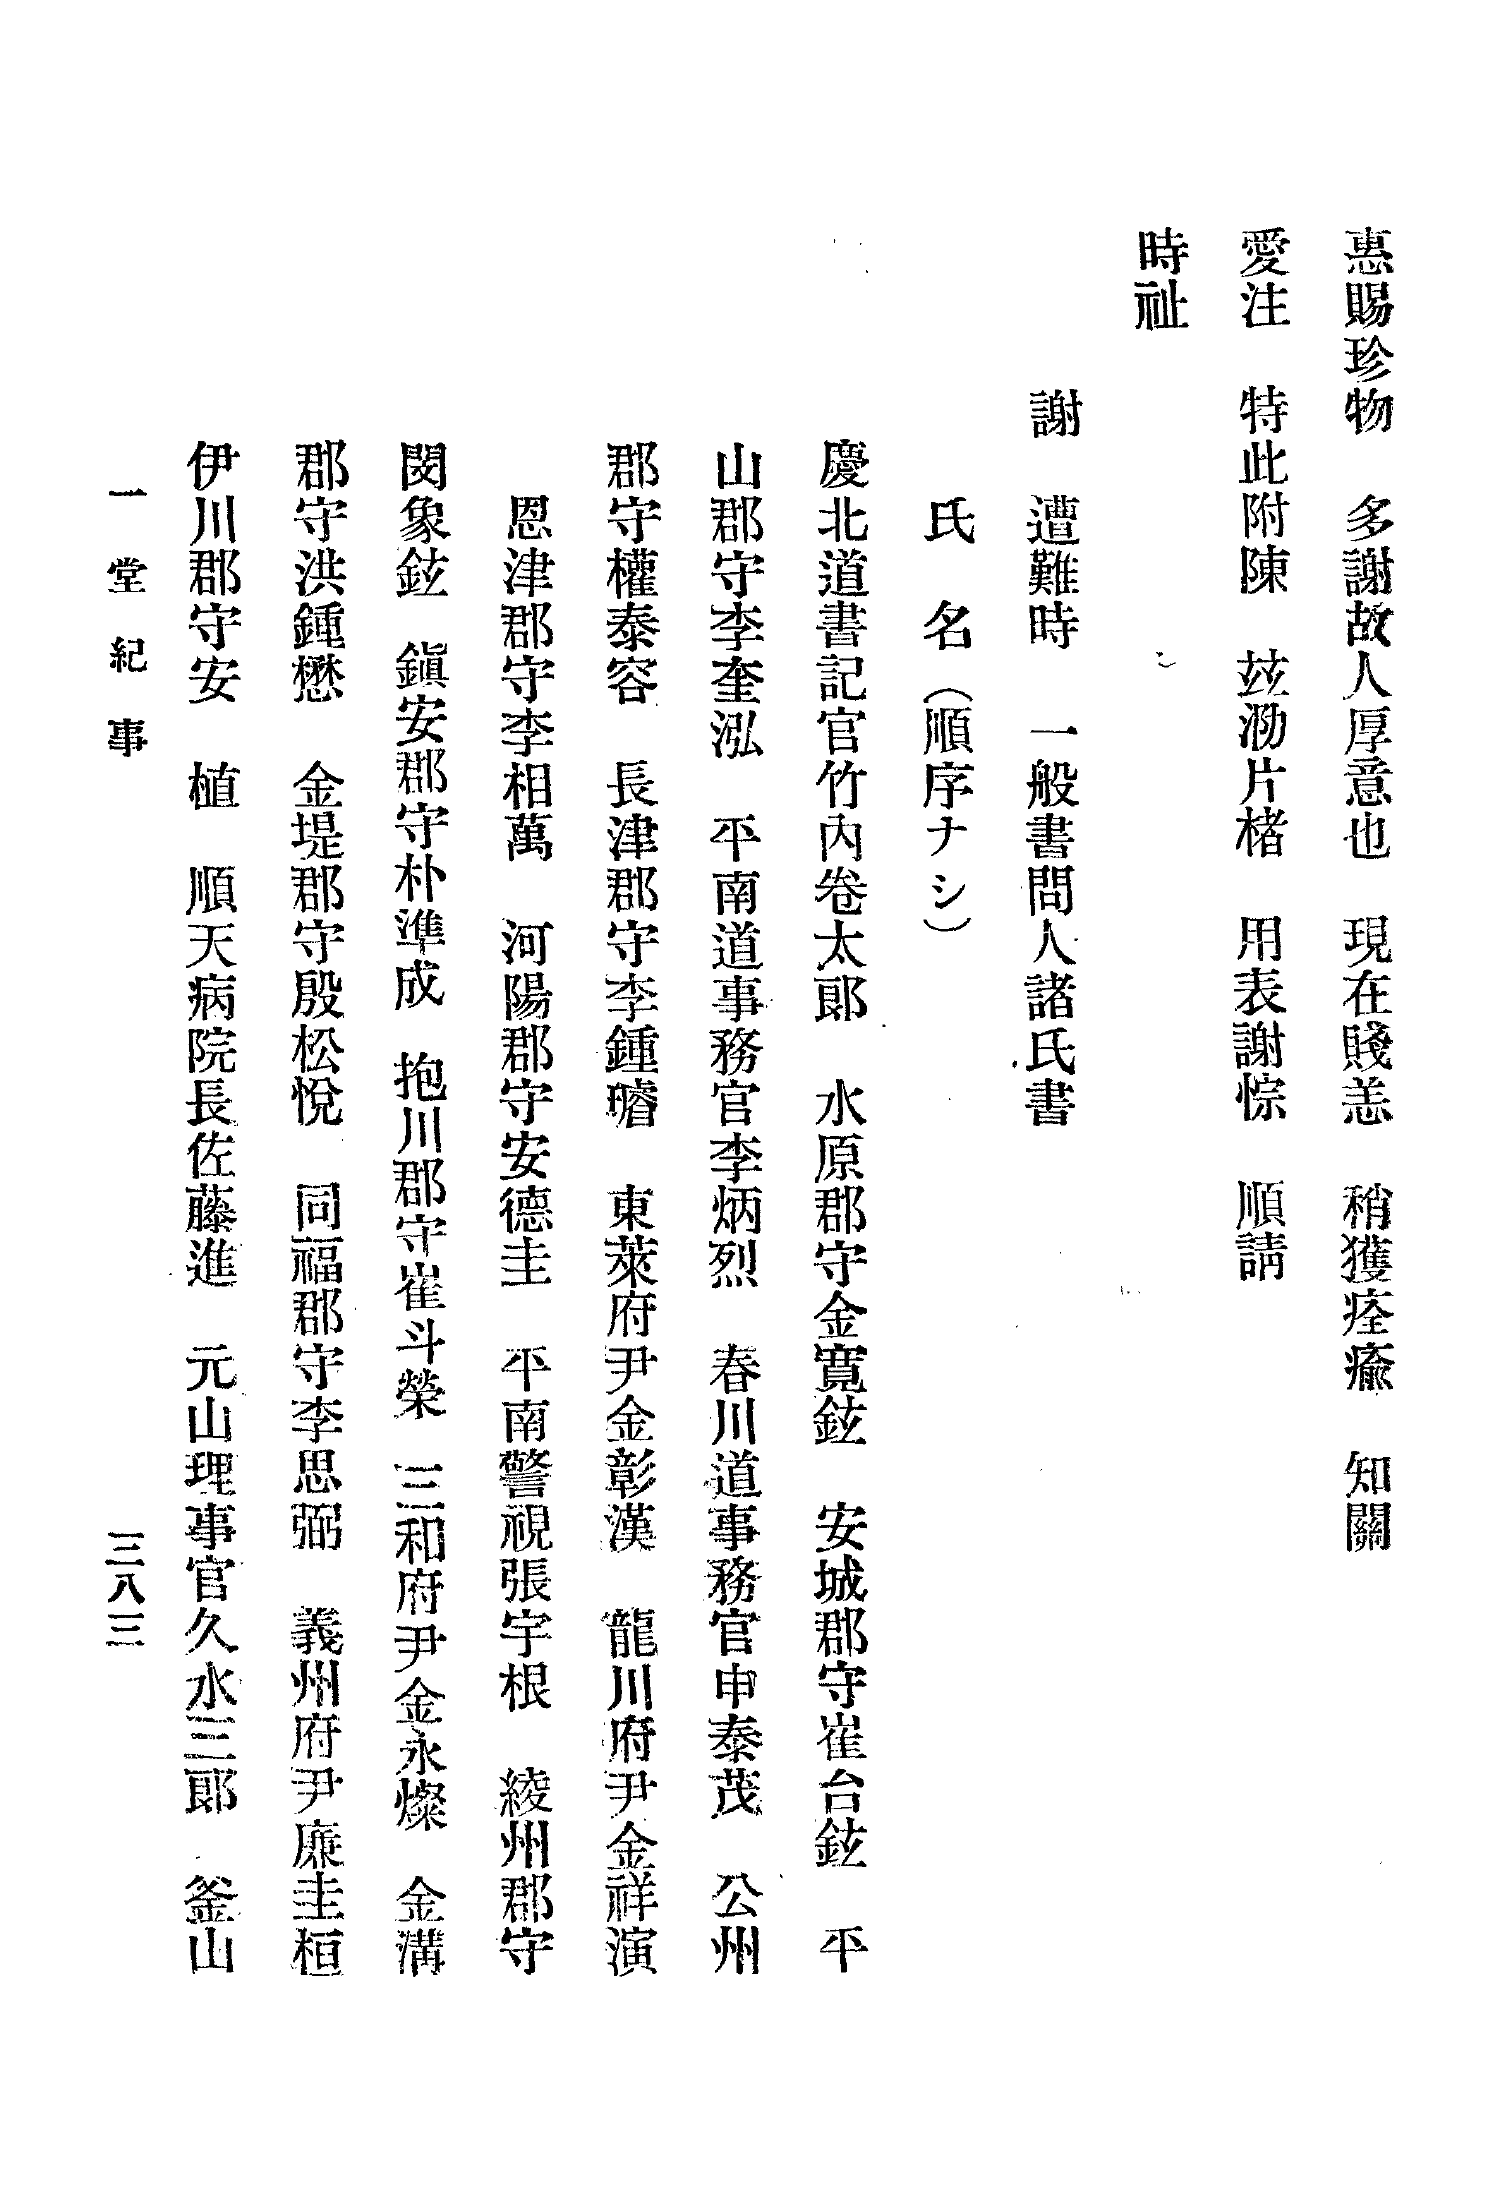 惠賜珍物　多謝故人厚意也　現在賤恙　稍獲痊瘉　知關
愛注　特此附陳　玆泐片楮　用表謝悰　順請
時祉
謝　遭難時　一般書問人諸氏書
氏　名（順序ナシ）
慶北道書記官竹內卷太郞　水原郡守金寬鉉　安城郡守崔台鉉　平
山郡守李奎泓　平南道事務官李炳烈　春川道事務官申泰茂　公州
郡守權泰容　長津郡守李鍾璿　東萊府尹金彰漢　龍川府尹金祥演
恩津郡守李相萬　河陽郡守安德圭　平南警視張宇根　綾州郡守
閔象鉉　鎭安郡守朴準成　抱川郡守崔斗榮　三和府尹金永燦　金溝
郡守洪鍾懋　金堤郡守殷松悅　同福郡守李思弼　義州府尹廉圭桓
伊川郡守安　植　順天病院長佐藤進　元山理事官久水三郞　釜山
一堂紀事
三八三